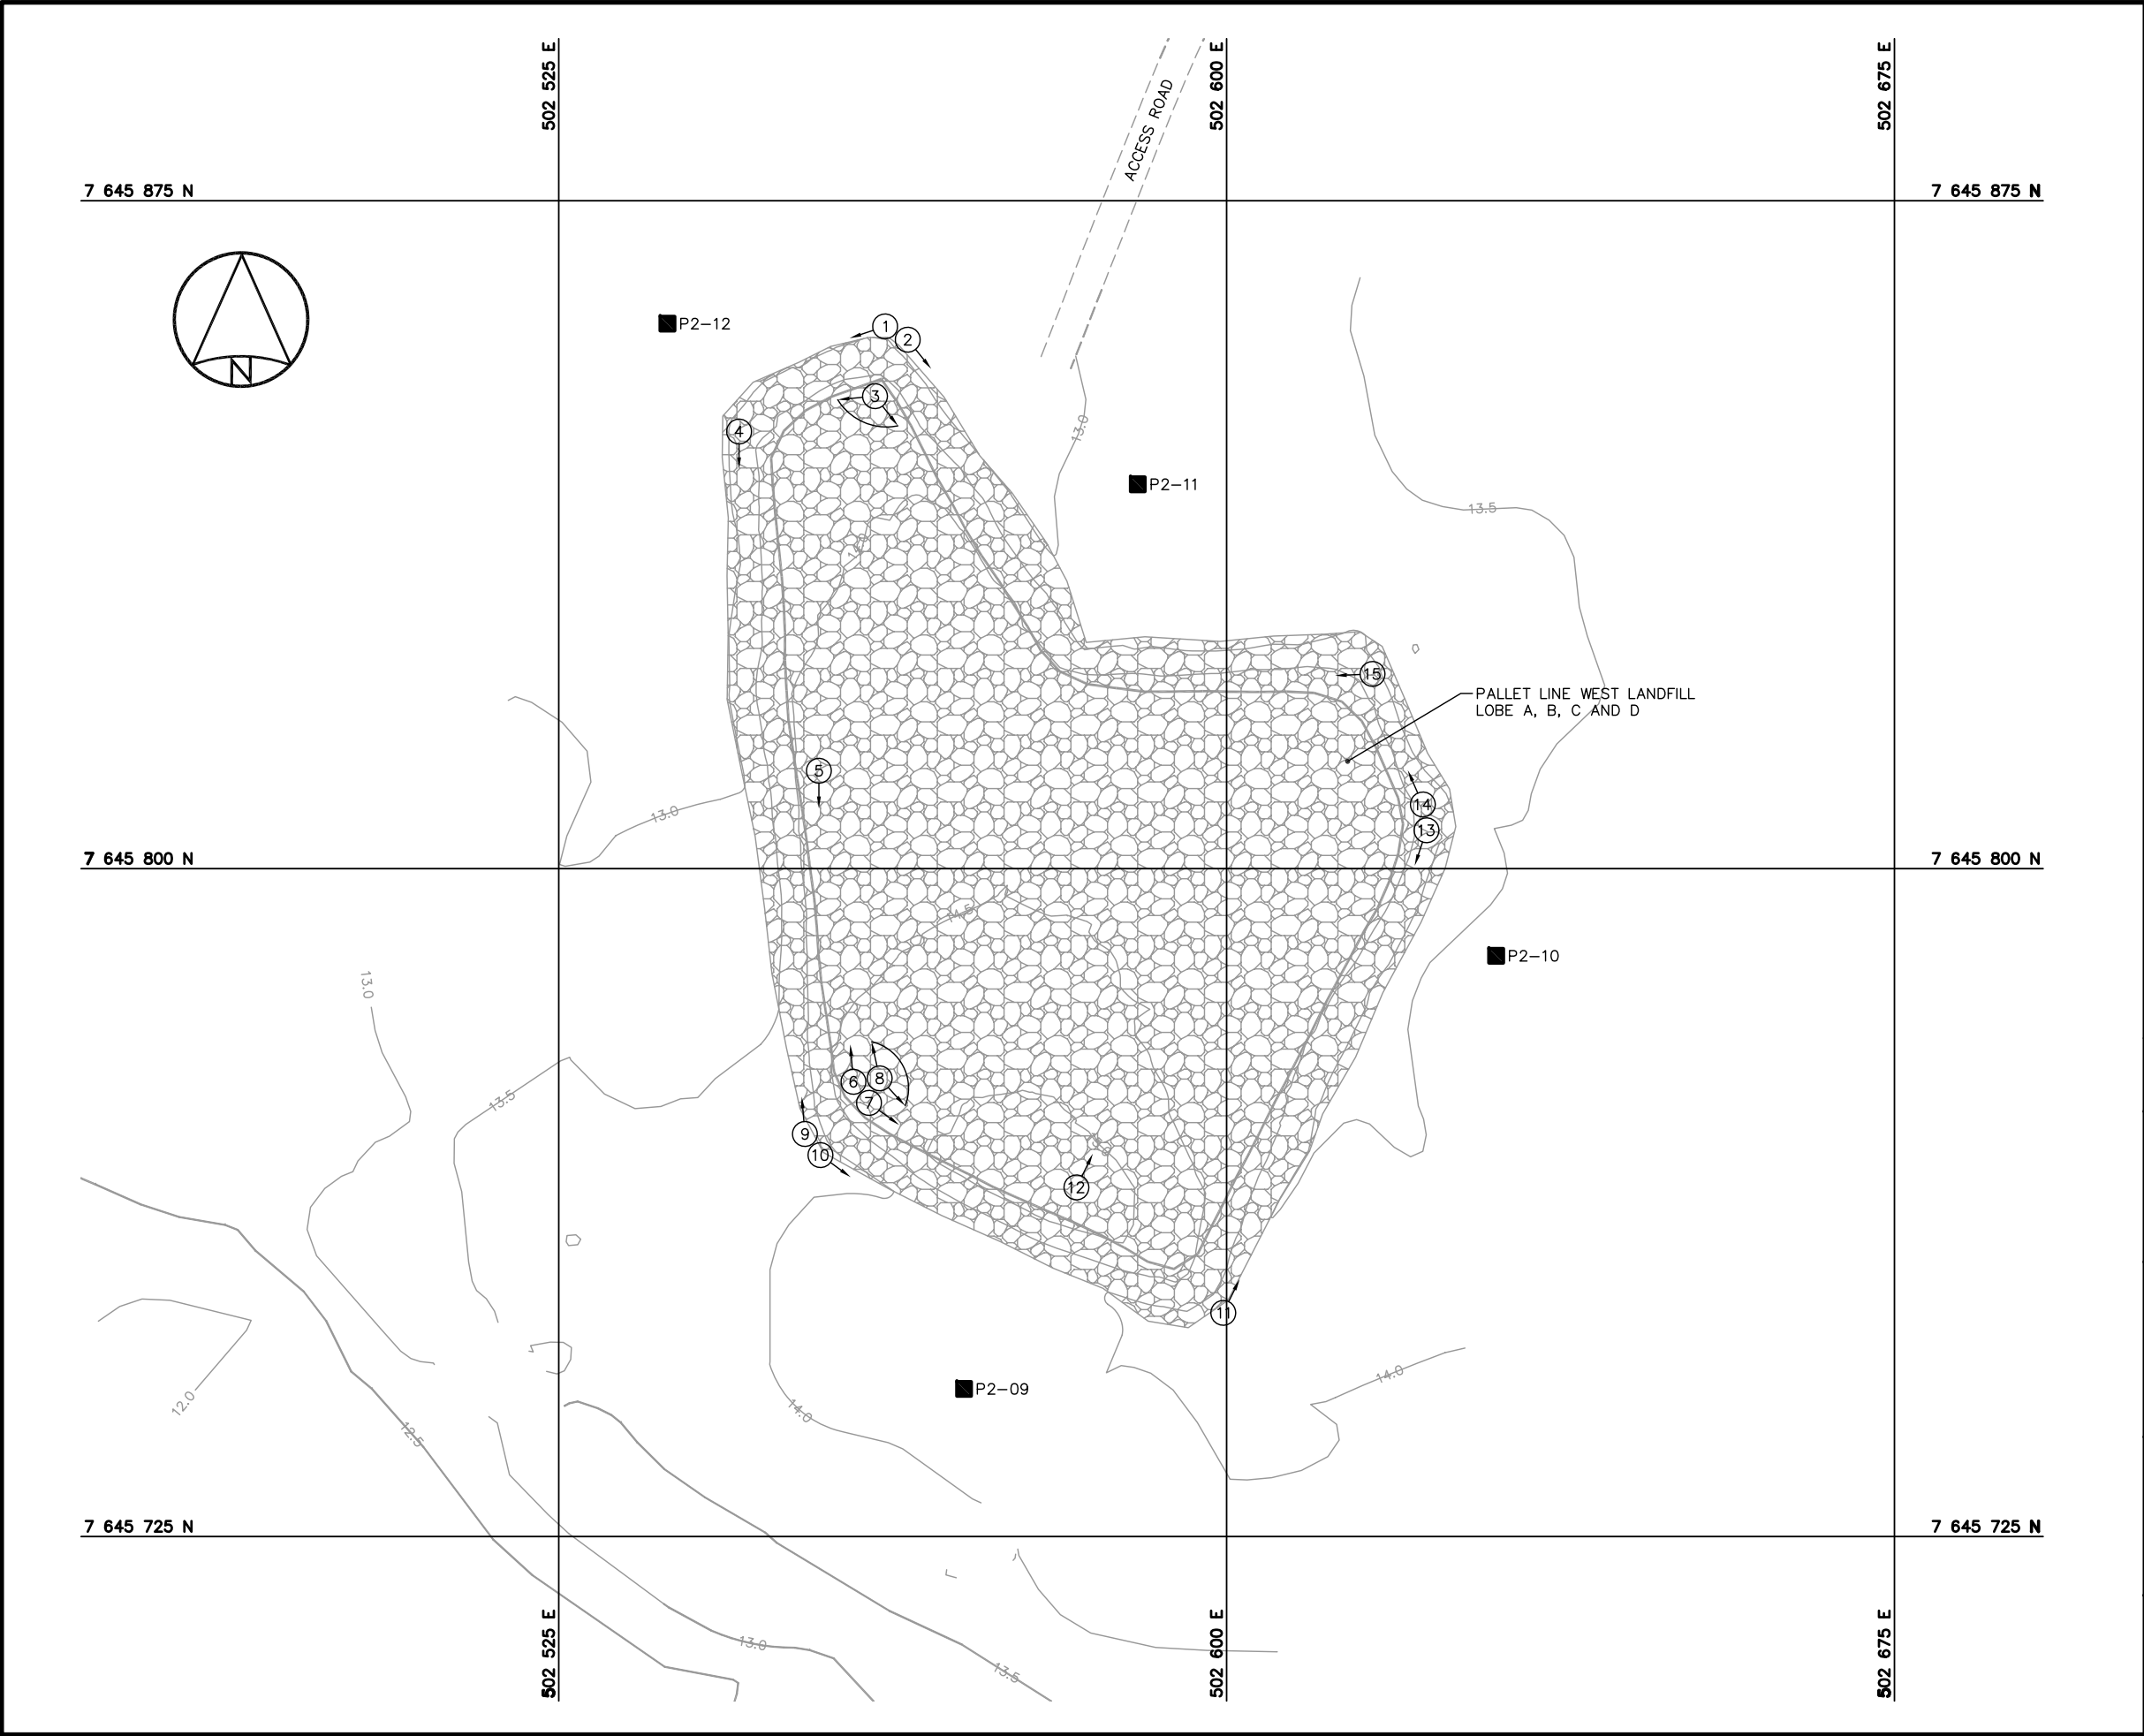 502 525 E
502 600 E
502 675 E
ACCESS ROAD
7 645 875 N
7 645 875 N
N
P2-12
1
2
3
4
13.0
P2-11
13.5
14.0
15
PALLET LINE WEST LANDFILL
LOBE A, B, C AND D
5
13.0
14
13
7 645 800 N
7 645 800 N
14.5
P2-10
13.0
13.5
6
8
7
9
10
12
11
14.0
P2-09
14.0
12.0
12.5
7 645 725 N
7 645 725 N
13.0
13.5
502 525 E
502 600 E
502 675 E